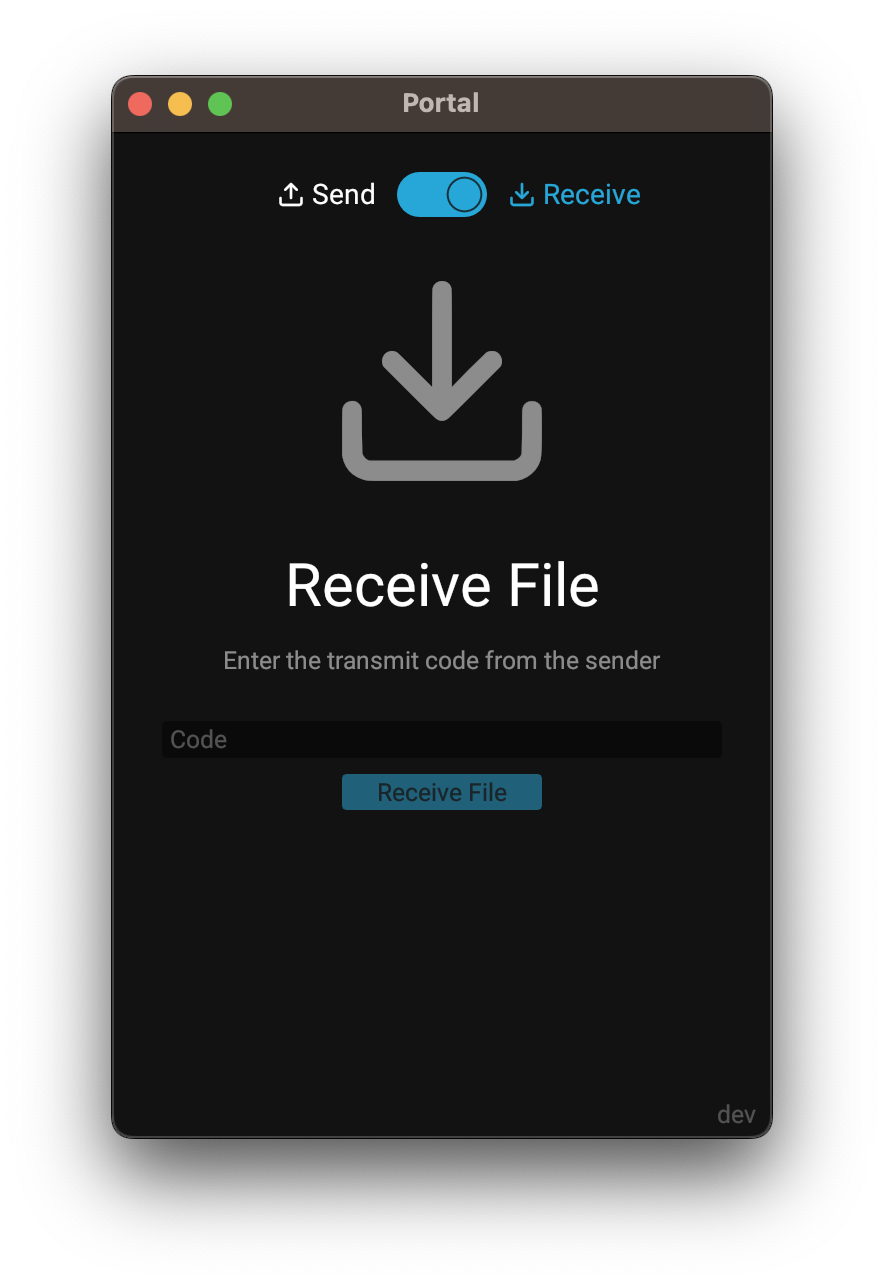 Portal
Send Receive
Receive File
Enter the transmit code from the sender
Code
Receive File
dev